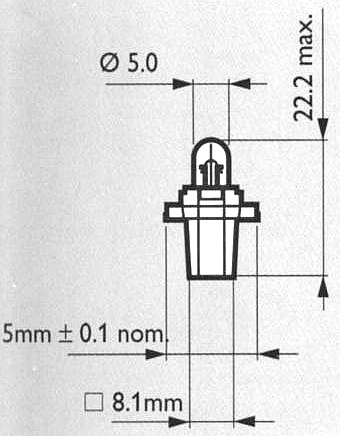 Ø 5.0
22.2 max.
5mm ± 0.1 nom.
□ 8.1mm